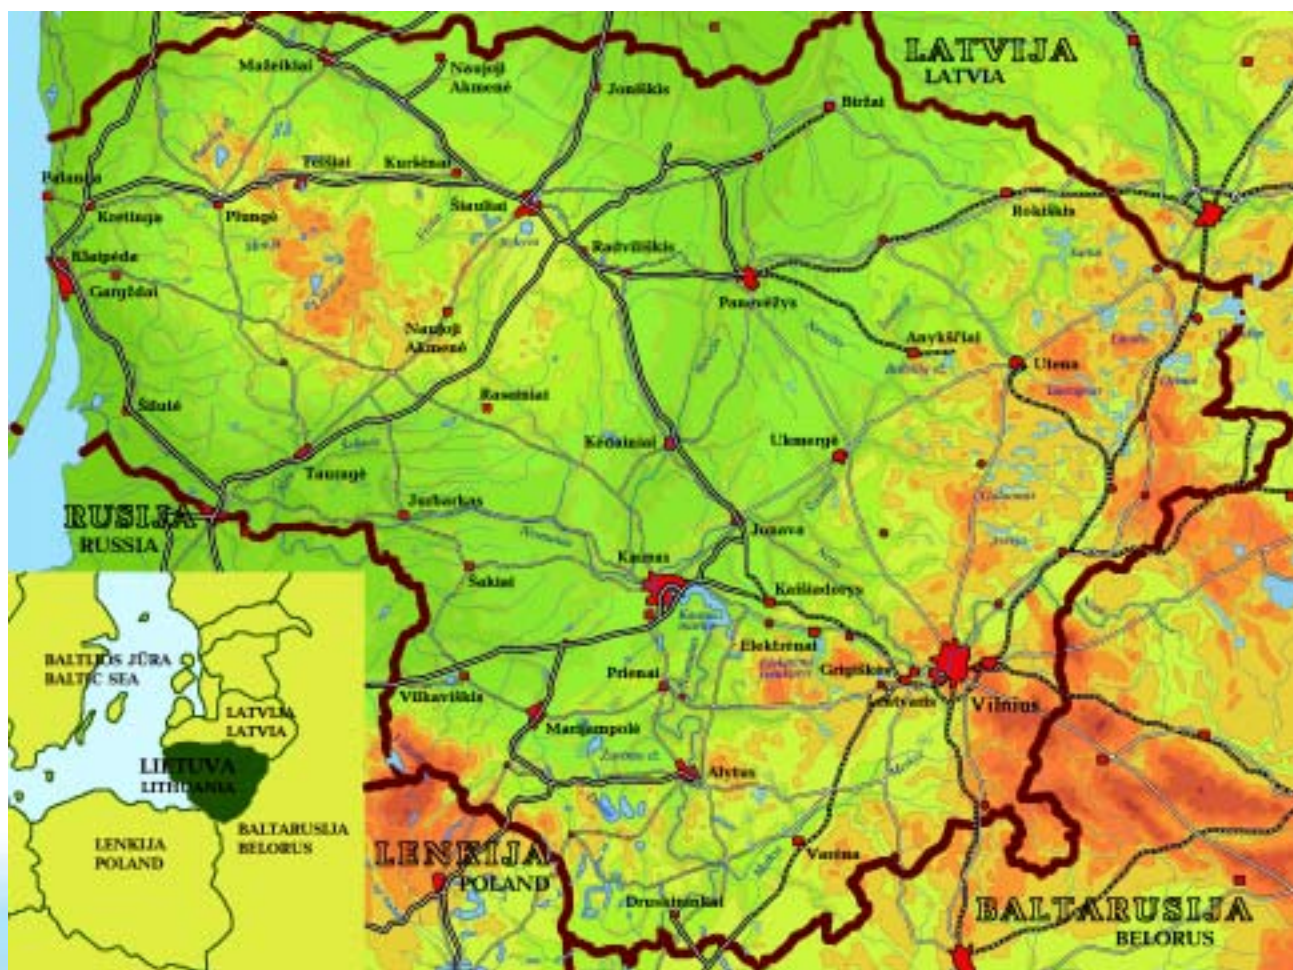 LATVIJA
LATVIA
Mažeikiai
Naujoji
Akmenė
Joniškis
Biržai
Telšiai
Kuršėnai
Palanga
Kretinga
Plungė
Šiauliai
Rokiškis
Klaipėda
Radviliškis
Gargždai
Panevėžys
Naujoji
Akmenė
Anykščiai
Utena
Šilutė
Raseiniai
Kėdainiai
Ukmergė
Tauragė
Jurbarkas
RUSIJA
RUSSIA
Jonava
Kaunas
Šakiai
Kaišiadorys
Elektrėnai
Prienai
Grigiškės
Vilkaviškis
Lentvaris
Vilnius
Marijampolė
Alytus
LENKIJA
POLAND
Varėna
Druskininkai
BALTARUSIJA
BELORUS
BALTIJOS JŪRA
BALTIC SEA
LATVIJA
LATVIA
LIETUVA
LITHUANIA
BALTARUSIJA
BELORUS
LENKIJA
POLAND